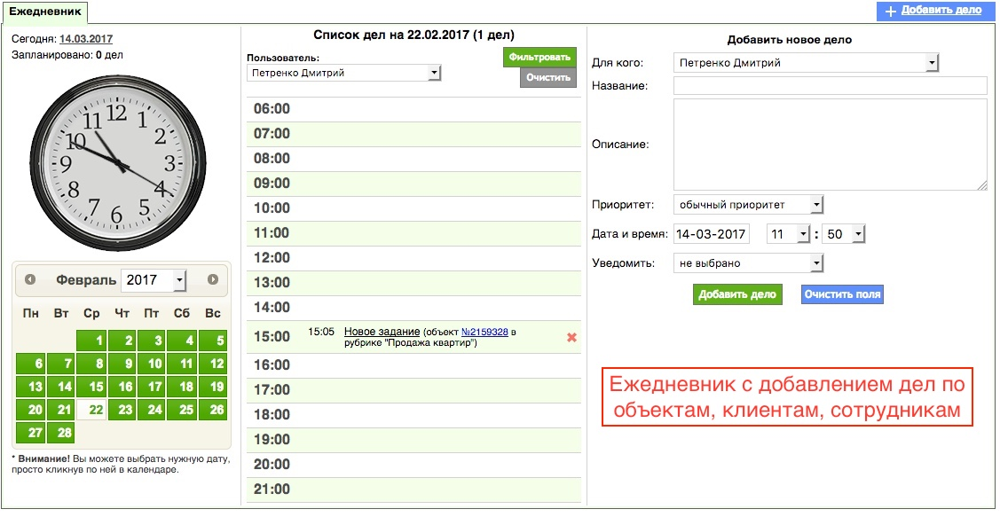 Ежедневник
+ Добавить дело
Сегодня: 14.03.2017
Запланировано: 0 дел
12
11 1
10 2
9 3
8 4
7 5
6
Февраль 2017
Пн Вт Ср Чт Пт Сб Вс
1 2 3 4 5
6 7 8 9 10 11 12
13 14 15 16 17 18 19
20 21 22 23 24 25 26
27 28
* Внимание! Вы можете выбрать нужную дату,
просто кликнув по ней в календаре.
Список дел на 22.02.2017 (1 дел)
Пользователь:
Петренко Дмитрий
Фильтровать
Очистить
06:00
07:00
08:00
09:00
10:00
11:00
12:00
13:00
14:00
15:00 15:05 Новое задание (объект №2159328 в
рубрике "Продажа квартир")
16:00
17:00
18:00
19:00
20:00
21:00
Добавить новое дело
Для кого: Петренко Дмитрий
Название:
Описание:
Приоритет: обычный приоритет
Дата и время: 14-03-2017 11 : 50
Уведомить: не выбрано
Добавить дело Очистить поля
Ежедневник с добавлением дел по
объектам, клиентам, сотрудникам